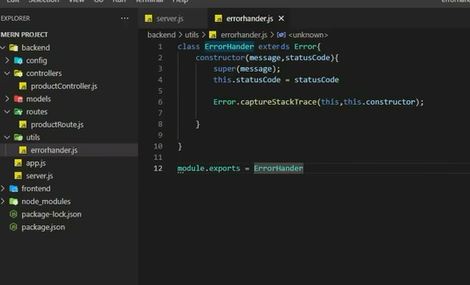 File Edit Selection View Go Run Terminal Help
EXPLORER
server.js
errorhander.js
MERN PROJECT
backend > utils > errorhander.js > <unknown>
backend
config
controllers
productController.js
models
routes
productRoute.js
utils
errorhander.js
app.js
server.js
frontend
node_modules
package-lock.json
package.json
1 class ErrorHander exterds Error{
2 constructor(message,statusCode){
3 super(message);
4 this.statusCode = statusCode
5
6 Error.captureStackTrace(this,this.constructor);
7
8 }
9
10 }
11
12 module.exports = ErrorHander